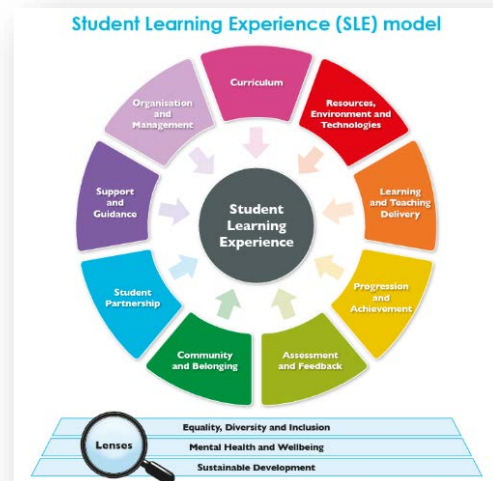 Student Learning Experience (SLE) model
Curriculum
Resources,
Environment and
Technologies
Learning
and Teaching
Delivery
Progression
and
Achievement
Assessment
and Feedback
Community
and Belonging
Student
Partnership
Support
and
Guidance
Organisation
and
Management
Student
Learning
Experience
Lenses
Equality, Diversity and Inclusion
Mental Health and Wellbeing
Sustainable Development